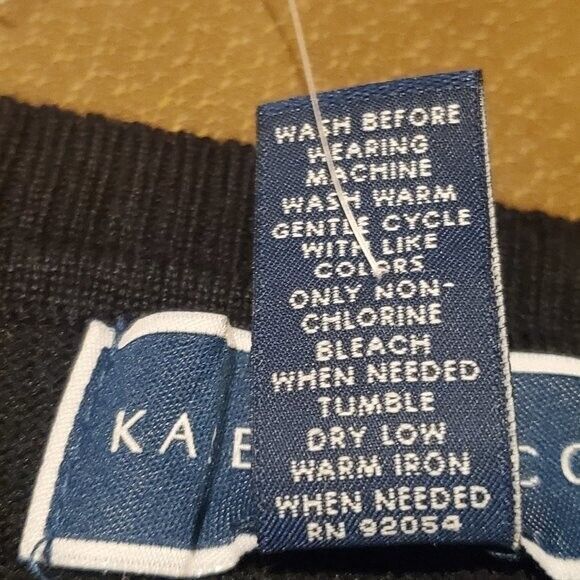 WASH BEFORE
WEARING
MACHINE
WASH WARM
GENTLE CYCLE
WITH LIKE
COLORS
ONLY NON-
CHLORINE
BLEACH
WHEN NEEDED
TUMBLE
DRY LOW
WARM IRON
WHEN NEEDED
RN 92054